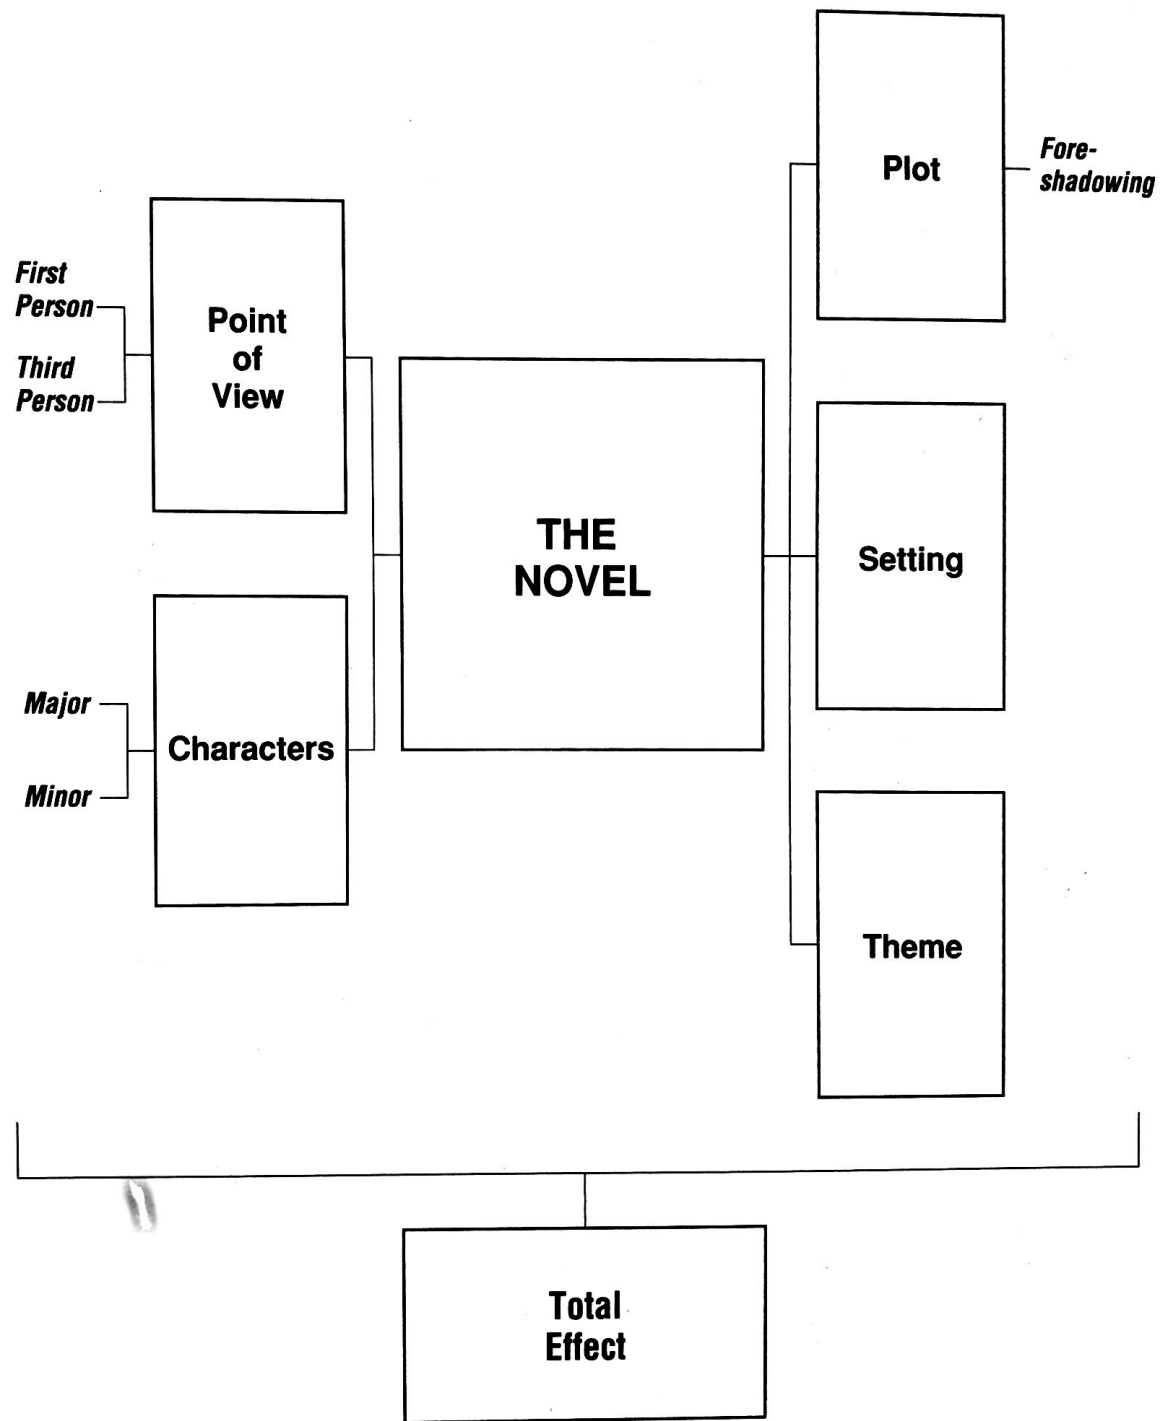 Plot
Fore-
shadowing
First
Person
Third
Person
Point
of
View
THE
NOVEL
Setting
Major
Minor
Characters
Theme
Total
Effect